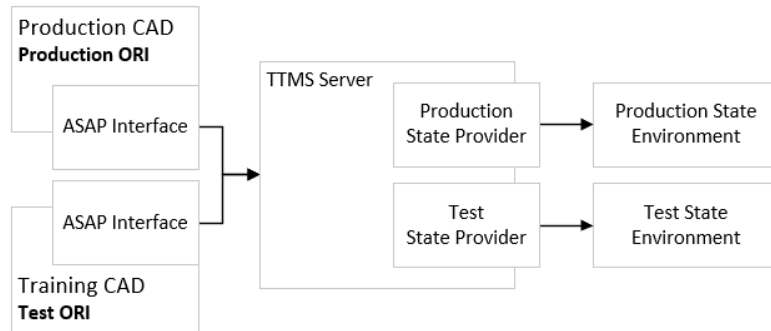 Production CAD
Production ORI
ASAP Interface
ASAP Interface
Training CAD
Test ORI
TTMS Server
Production
State Provider
Test
State Provider
Production State
Environment
Test State
Environment